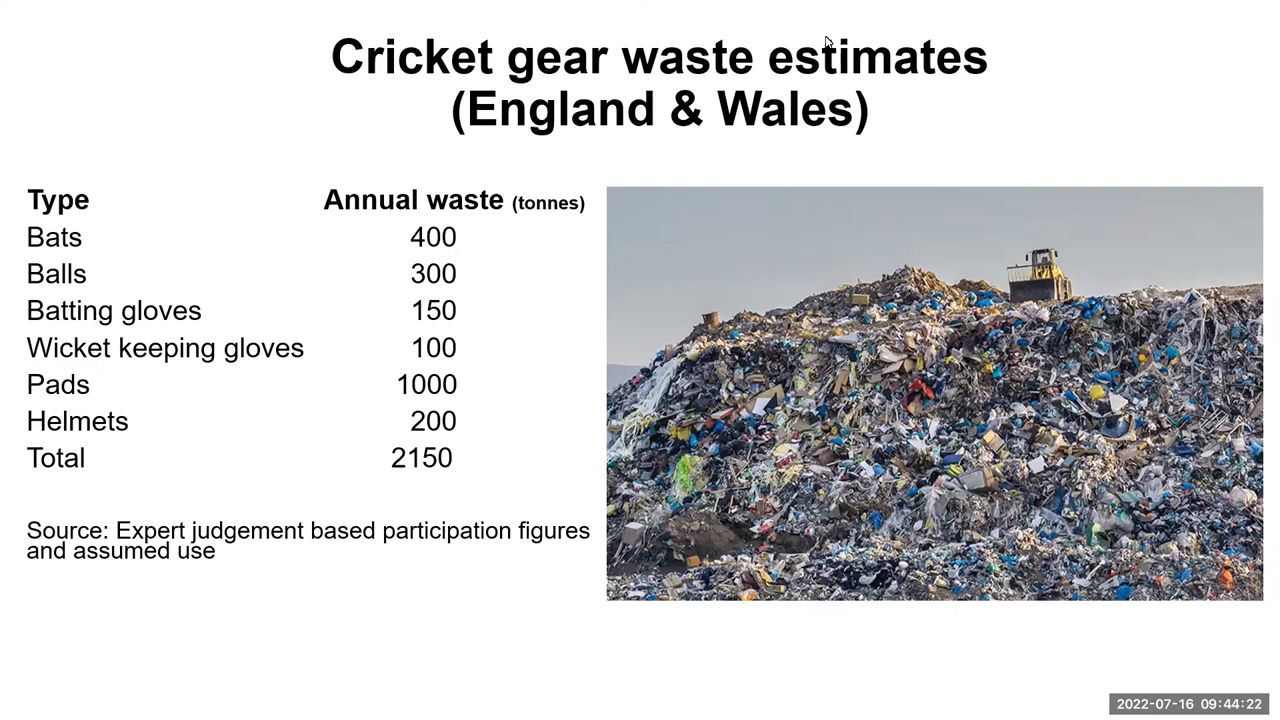 Cricket gear waste estimates
(England & Wales)
Type Annual waste (tonnes)
Bats 400
Balls 300
Batting gloves 150
Wicket keeping gloves 100
Pads 1000
Helmets 200
Total 2150
Source: Expert judgement based participation figures
and assumed use
2022-07-16 09:44:22